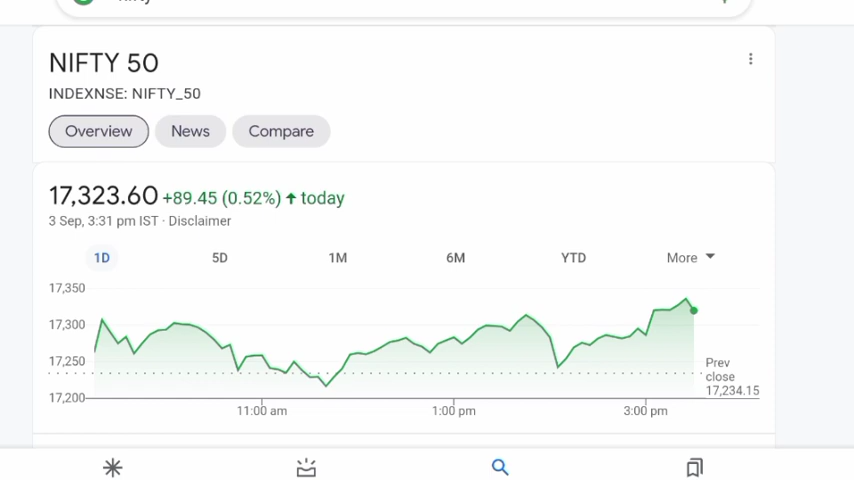 NIFTY 50
INDEXNSE: NIFTY_50
Overview News Compare
17,323.60 +89.45 (0.52%) ↑ today
3 Sep, 3:31 pm IST · Disclaimer
1D 5D 1M 6M YTD More
17,350
17,300
17,250
17,200
Prev
close
17,234.15
11:00 am 1:00 pm 3:00 pm